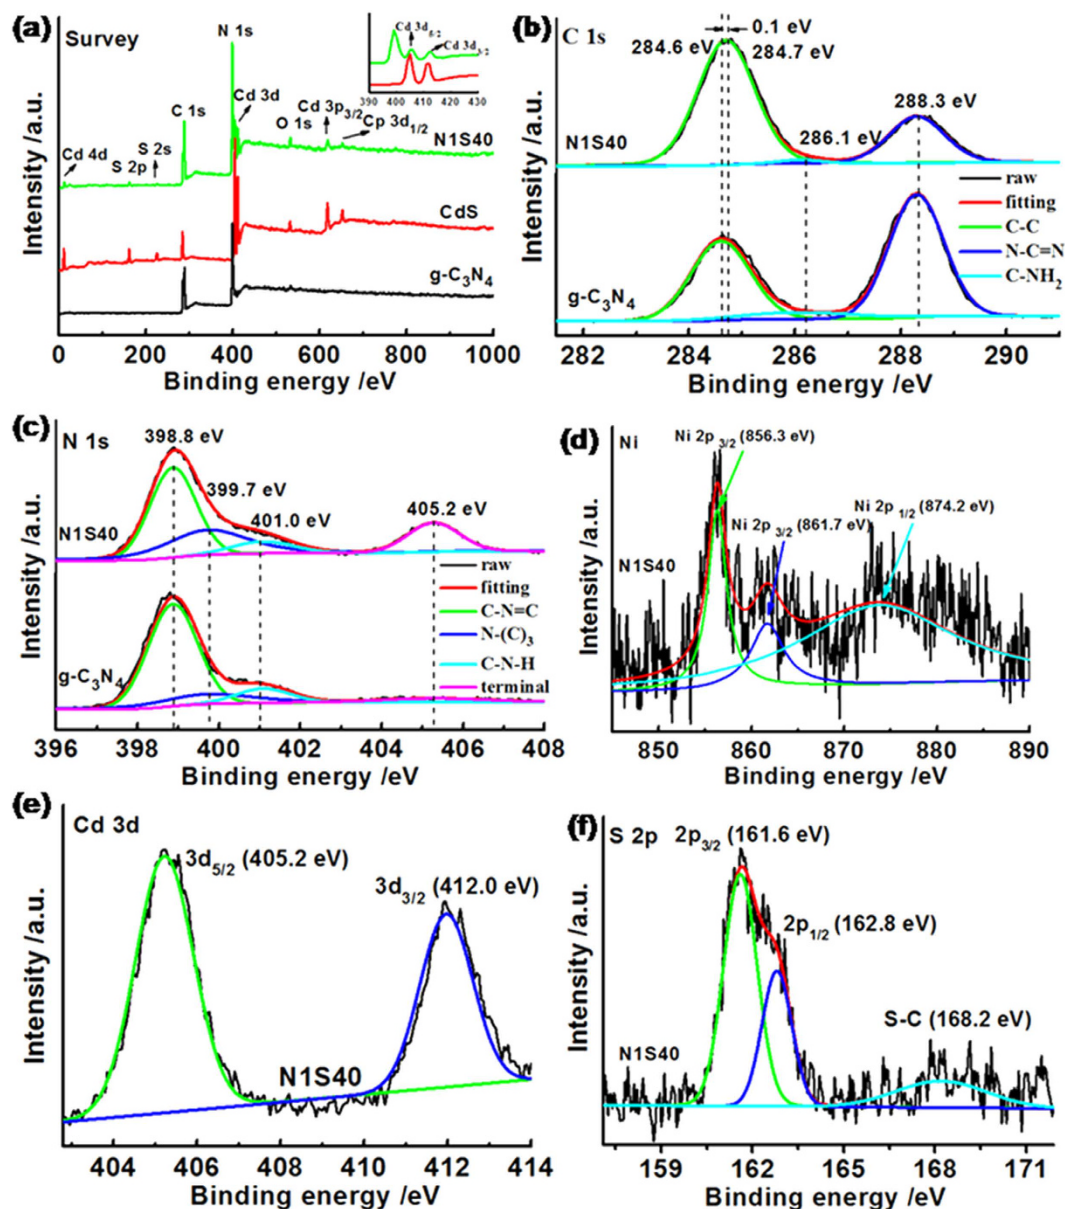 (a)
Survey
N 1s
Cd 3d5/2
Cd 3d3/2
390 400 410 420 430
C 1s
Cd 3d
Cd 3p3/2
O 1s
Cp 3d1/2
N1S40
Cd 4d
S 2s
S 2p
CdS
g-C3N4
0 200 400 600 800 1000
Binding energy /eV
Intensity /a.u.
(b)
C 1s
0.1 eV
284.6 eV
284.7 eV
288.3 eV
286.1 eV
N1S40
raw
fitting
C-C
N-C=N
C-NH2
g-C3N4
282 284 286 288 290
Binding energy /eV
Intensity /a.u.
(c)
N 1s
398.8 eV
399.7 eV
401.0 eV
405.2 eV
N1S40
raw
fitting
C-N=C
N-(C)3
C-N-H
terminal
g-C3N4
396 398 400 402 404 406 408
Binding energy /eV
Intensity /a.u.
(d)
Ni
Ni 2p 3/2 (856.3 eV)
Ni 2p 1/2 (874.2 eV)
Ni 2p 3/2 (861.7 eV)
N1S40
850 860 870 880 890
Binding energy /eV
Intensity /a.u.
(e)
Cd 3d
3d5/2 (405.2 eV)
3d3/2 (412.0 eV)
N1S40
404 406 408 410 412 414
Binding energy /eV
Intensity /a.u.
(f)
S 2p
2p3/2 (161.6 eV)
2p1/2 (162.8 eV)
S-C (168.2 eV)
N1S40
159 162 165 168 171
Binding energy /eV
Intensity /a.u.